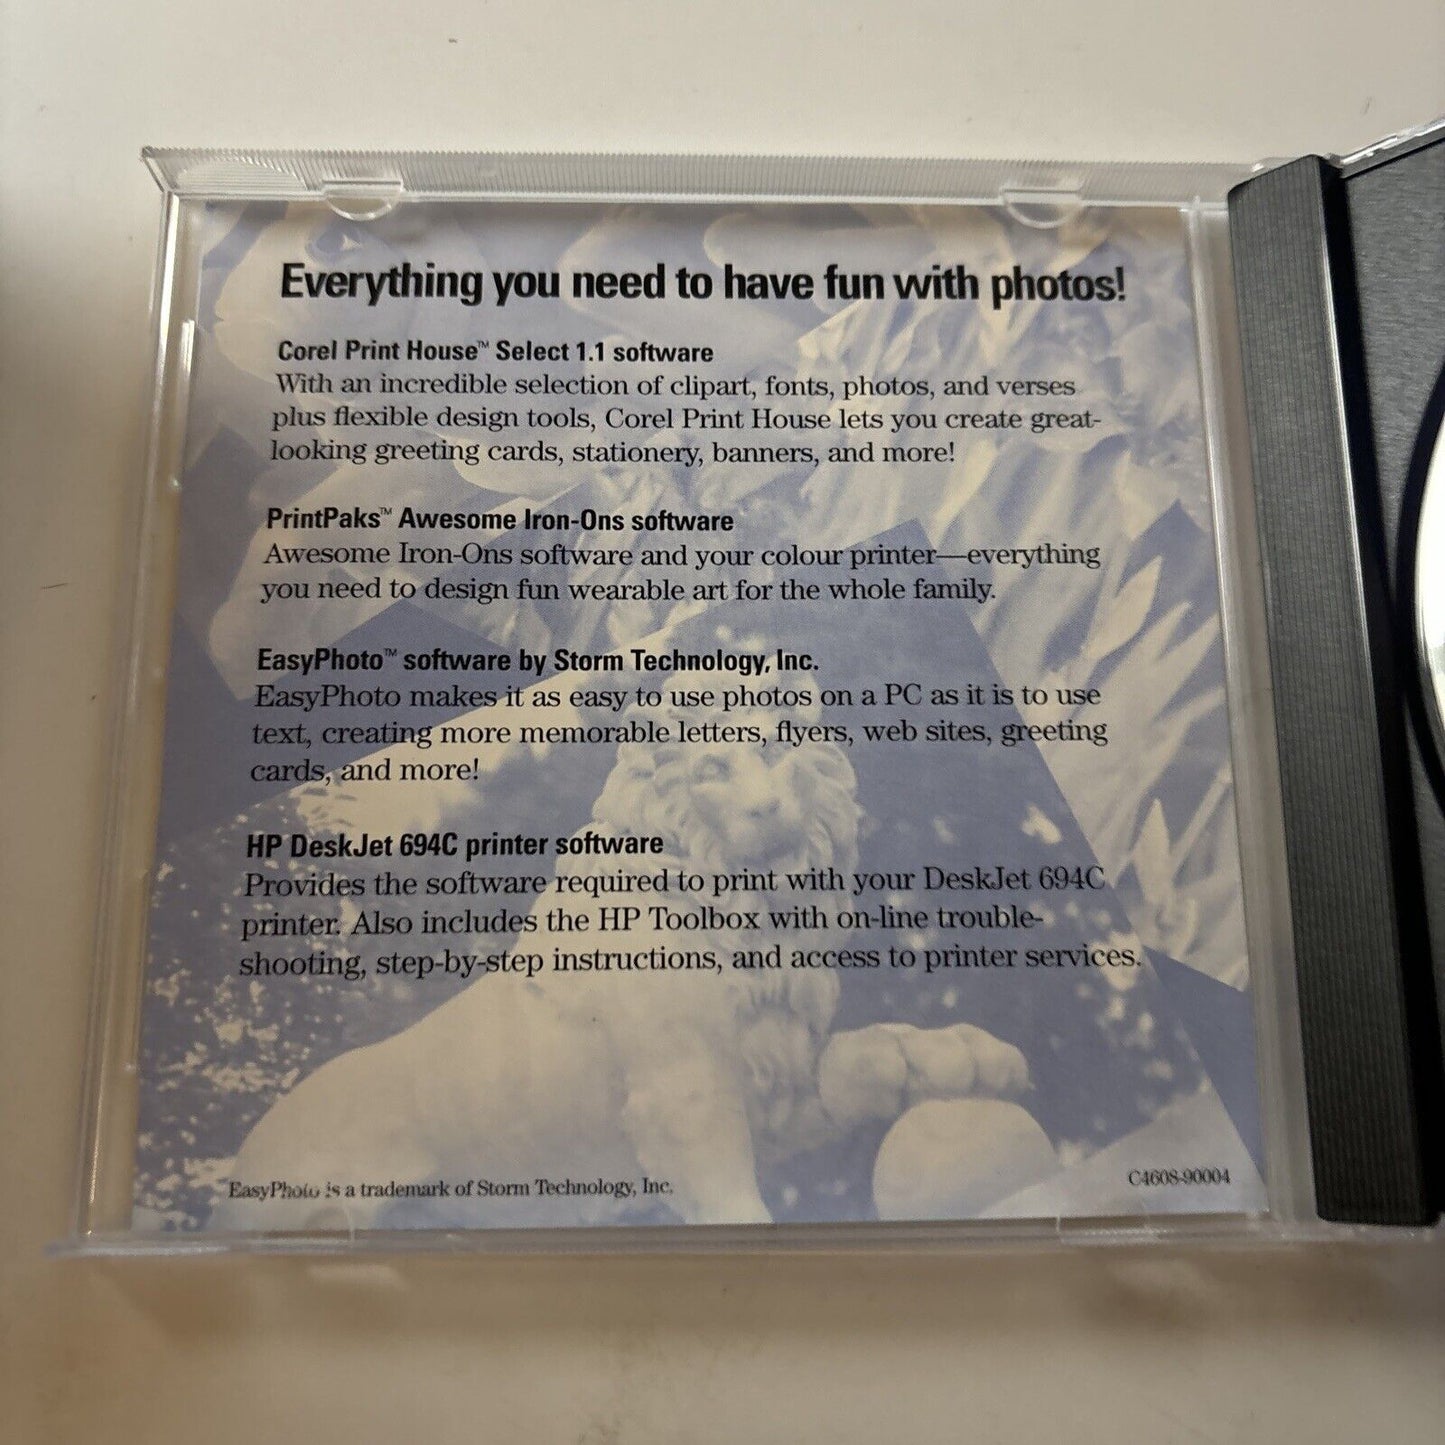 Everything you need to have fun with photos!
Corel Print House™ Select 1.1 software
With an incredible selection of clipart, fonts, photos, and verses
plus flexible design tools, Corel Print House lets you create great-
looking greeting cards, stationery, banners, and more!
PrintPaks™ Awesome Iron-Ons software
Awesome Iron-Ons software and your colour printer—everything
you need to design fun wearable art for the whole family.
EasyPhoto™ software by Storm Technology, Inc.
EasyPhoto makes it as easy to use photos on a PC as it is to use
text, creating more memorable letters, flyers, web sites, greeting
cards, and more!
HP DeskJet 694C printer software
Provides the software required to print with your DeskJet 694C
printer. Also includes the HP Toolbox with on-line trouble-
shooting, step-by-step instructions, and access to printer services.
EasyPhoto is a trademark of Storm Technology, Inc.
C4608-90004